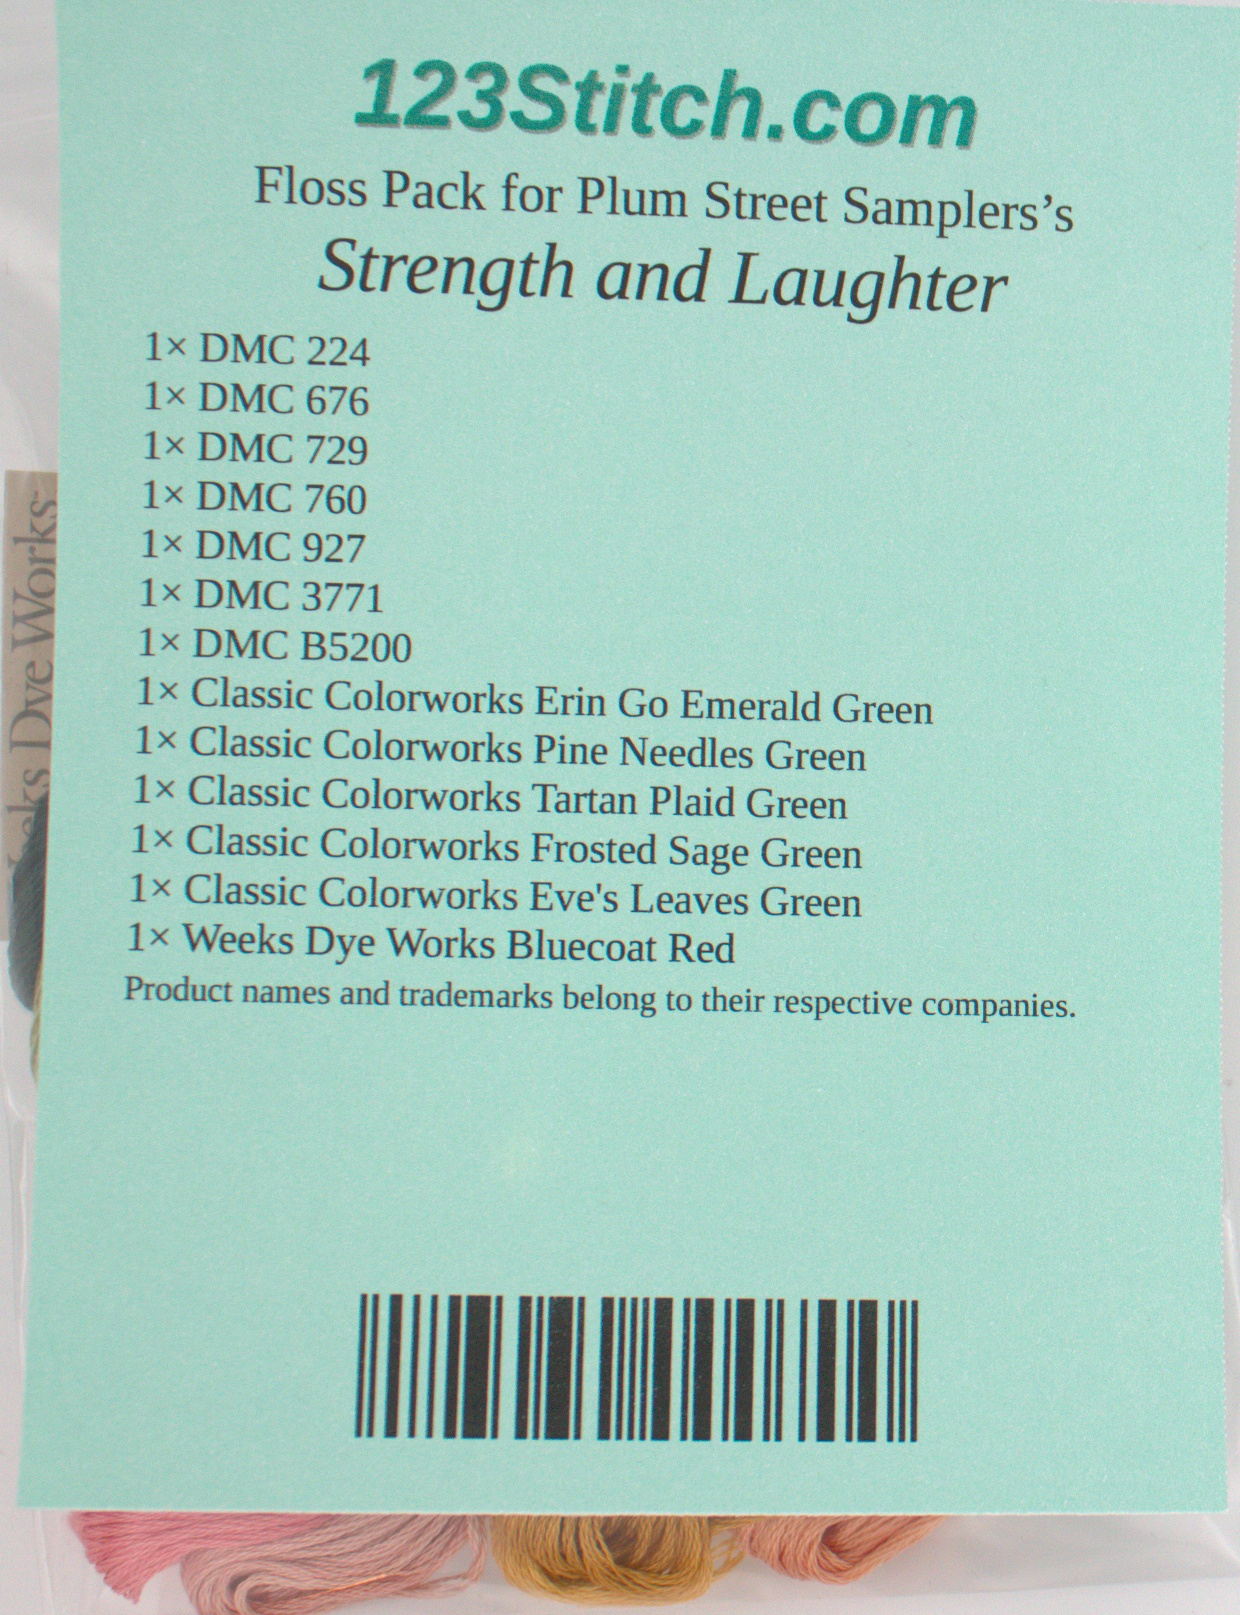 123Stitch.com
Floss Pack for Plum Street Samplers’s
Strength and Laughter
1× DMC 224
1× DMC 676
1× DMC 729
1× DMC 760
1× DMC 927
1× DMC 3771
1× DMC B5200
1× Classic Colorworks Erin Go Emerald Green
1× Classic Colorworks Pine Needles Green
1× Classic Colorworks Tartan Plaid Green
1× Classic Colorworks Frosted Sage Green
1× Classic Colorworks Eve's Leaves Green
1× Weeks Dye Works Bluecoat Red
Product names and trademarks belong to their respective companies.
Dye Works